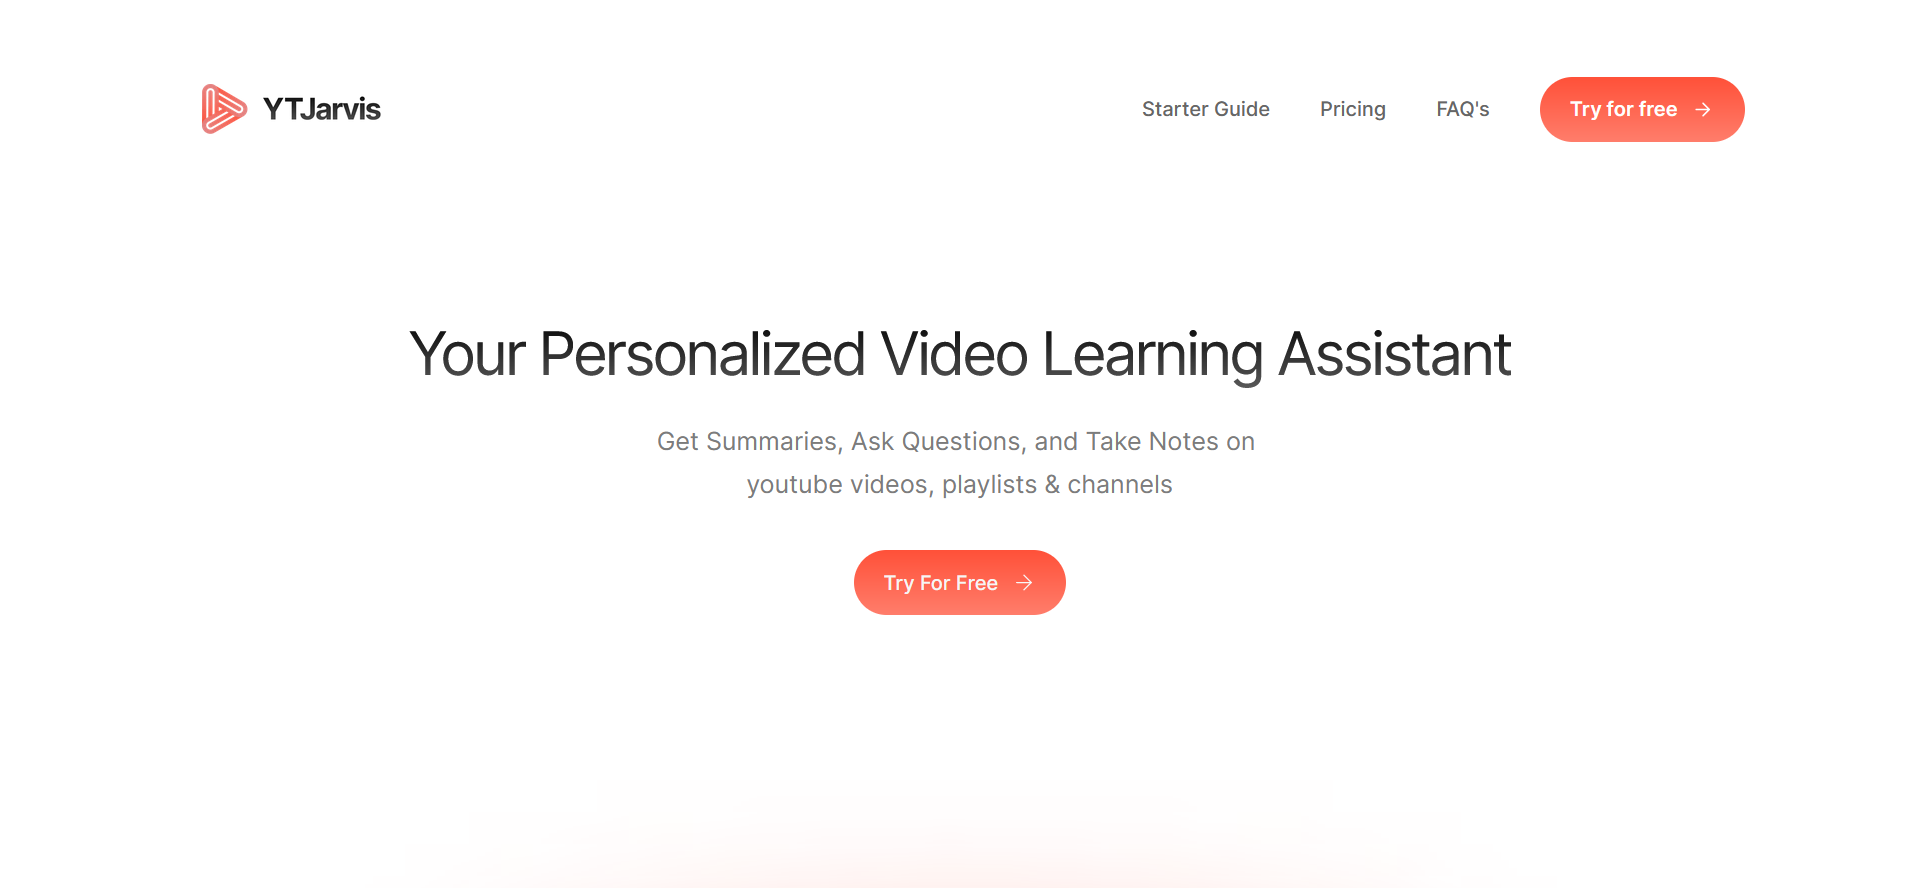 YTJarvis
Starter Guide
Pricing
FAQ's
Try for free
Your Personalized Video Learning Assistant
Get Summaries, Ask Questions, and Take Notes on
youtube videos, playlists & channels
Try For Free